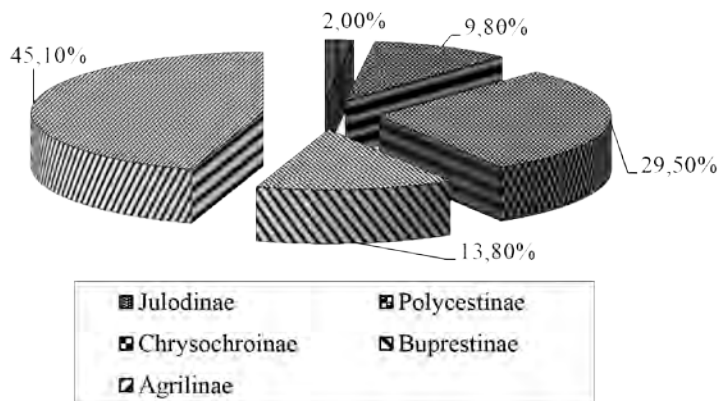 2,00%
9,80%
45,10%
29,50%
13,80%
Julodinae
Polycestinae
Chrysochroinae
Buprestinae
Agrilinae